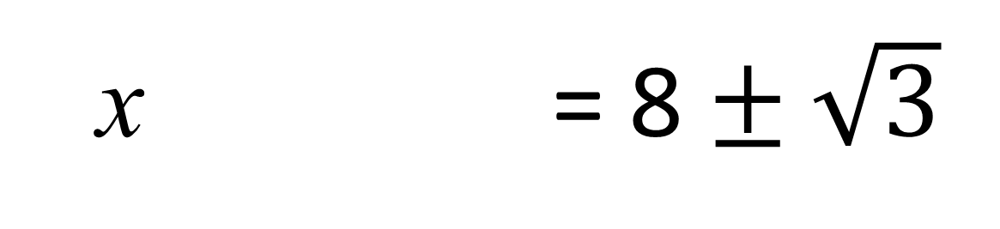 x = 8 ± √3